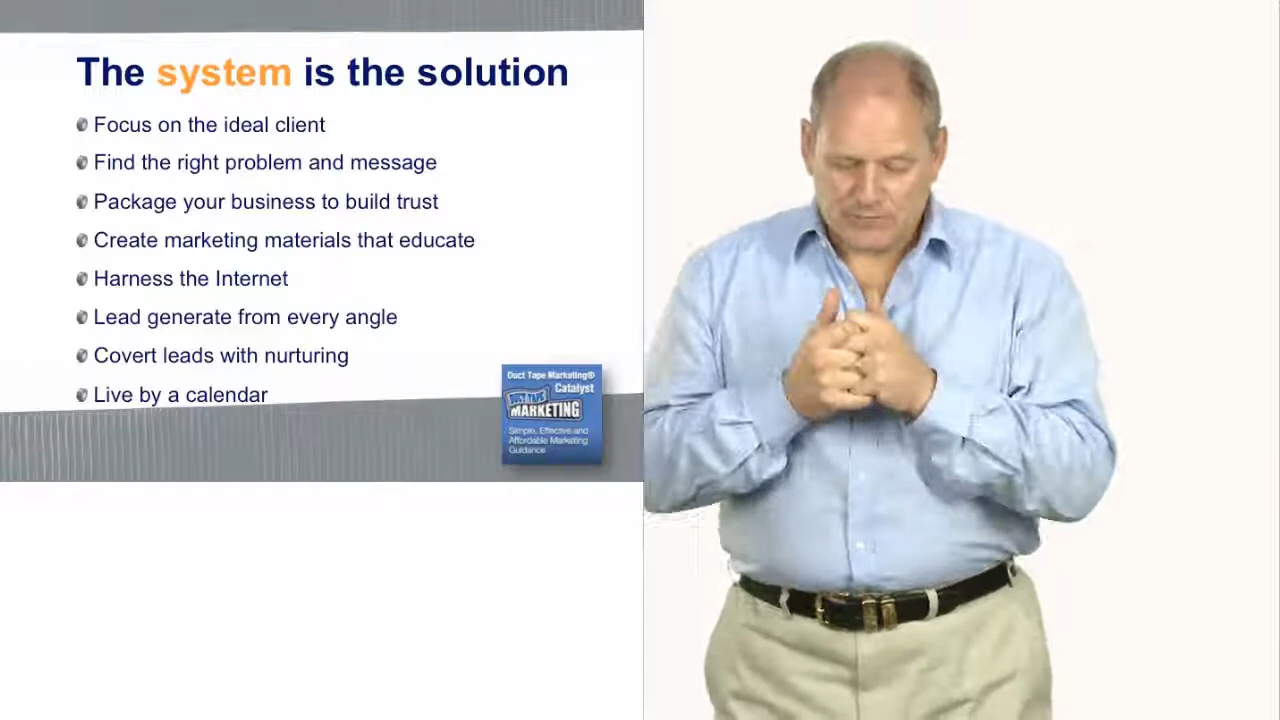 The system is the solution
Focus on the ideal client
Find the right problem and message
Package your business to build trust
Create marketing materials that educate
Harness the Internet
Lead generate from every angle
Covert leads with nurturing
Live by a calendar
Duct Tape Marketing®
Catalyst
DUCT TAPE
MARKETING
Simple, Effective and
Affordable Marketing
Guidance